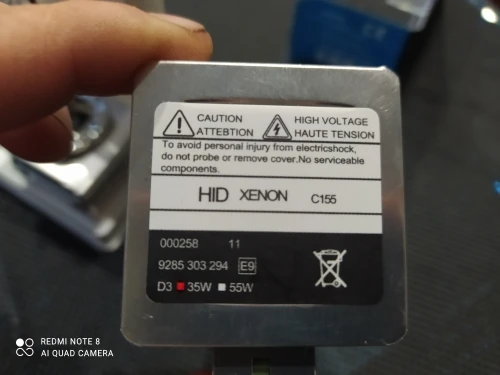 CAUTION
ATTEBTION
HIGH VOLTAGE
HAUTE TENSION
To avoid personal injury from electricshock,
do not probe or remove cover.No serviceable
components.
HID XENON C155
000258 11
9285 303 294 E9
D3 35W 55W
REDMI NOTE 8
AI QUAD CAMERA